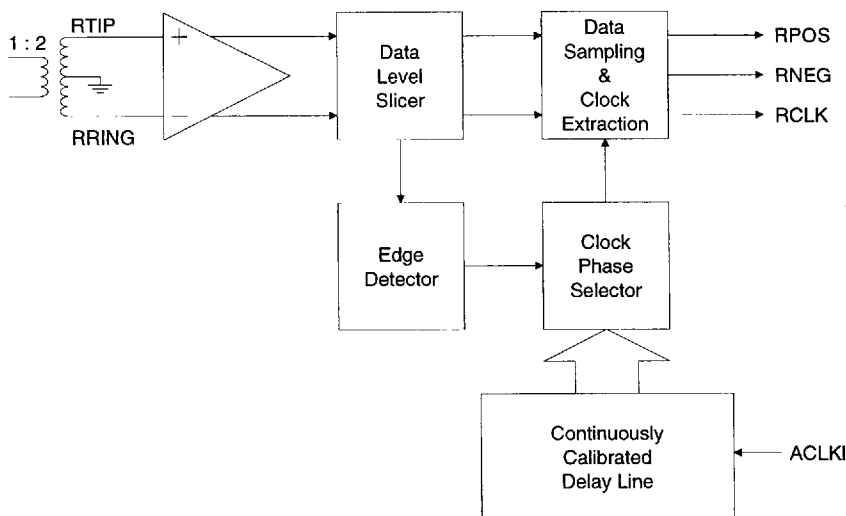 RTIP
1 : 2
+
RRING
Data
Level
Slicer
Data
Sampling
&
Clock
Extraction
RPOS
RNEG
RCLK
Edge
Detector
Clock
Phase
Selector
Continuously
Calibrated
Delay Line
ACLKI